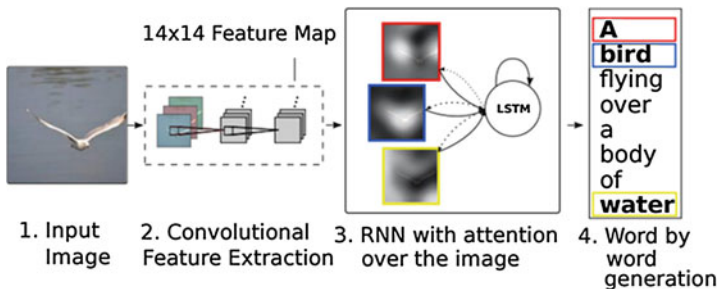 14x14 Feature Map
LSTM
A
bird
flying
over
a
body
of
water
1. Input
Image
2. Convolutional
Feature Extraction
3. RNN with attention
over the image
4. Word by
word
generation